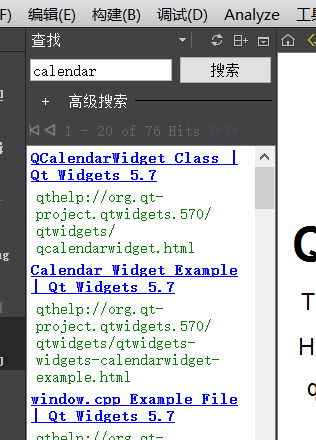 F) 编辑(E) 构建(B) 调试(D) Analyze 工
查找
calendar
搜索
+ 高级搜索
1 - 20 of 76 Hits
QCalendarWidget Class |
Qt Widgets 5.7
qthelp://org.qt-
project.qtwidgets.570/
qtwidgets/
qcalendarwidget.html
Calendar Widget Example
| Qt Widgets 5.7
qthelp://org.qt-
project.qtwidgets.570/
qtwidgets/qtwidgets-
widgets-calendarwidget-
example.html
window.cpp Example File
| Qt Widgets 5.7
qthelp://org.qt-
ng
Q
T
H
q